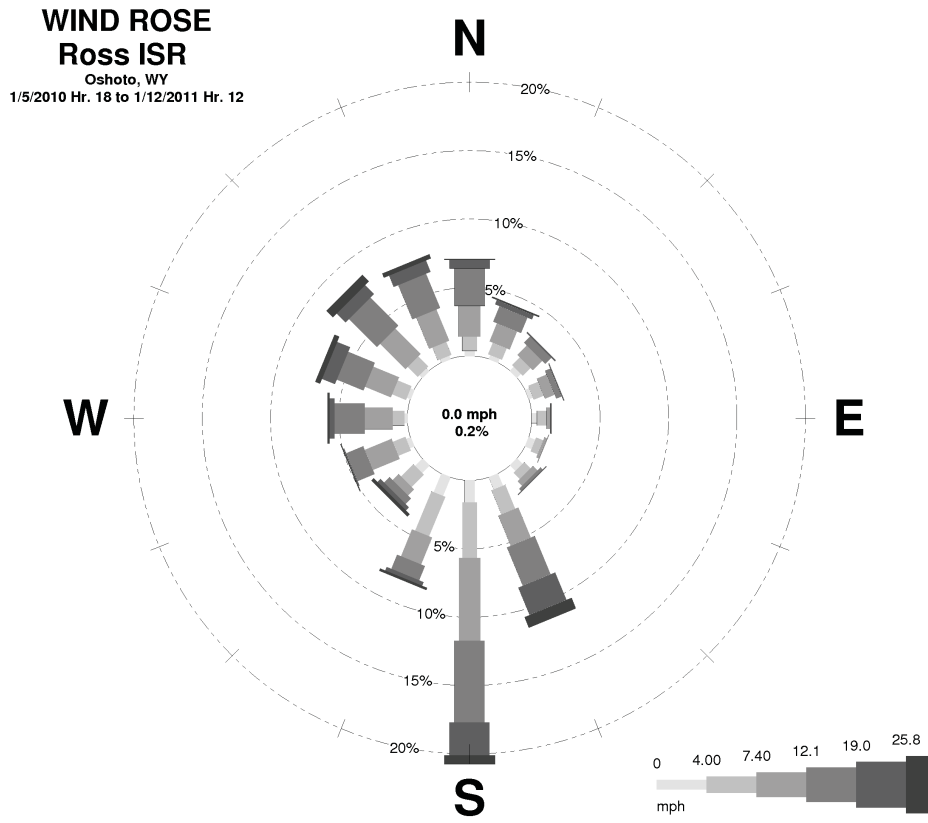 WIND ROSE
Ross ISR
Oshoto, WY
1/5/2010 Hr. 18 to 1/12/2011 Hr. 12
N
20%
15%
10%
5%
W
0.0 mph
0.2%
E
5%
10%
15%
20%
S
0 4.00 7.40 12.1 19.0 25.8
mph